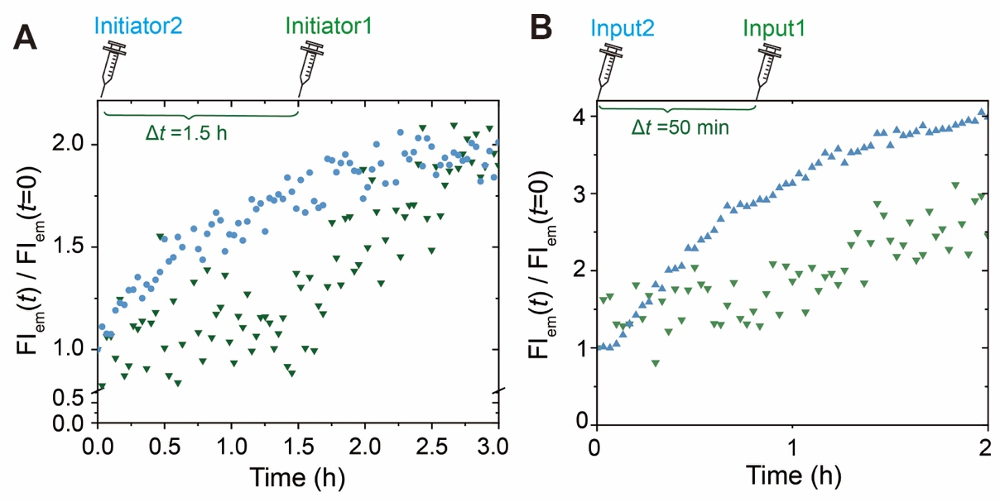 A
Initiator2
Initiator1
Δt =1.5 h
FIem(t) / FIem(t=0)
2.0
1.5
1.0
0.5
0.0
0.0 0.5 1.0 1.5 2.0 2.5 3.0
Time (h)
B
Input2
Input1
Δt =50 min
FIem(t) / FIem(t=0)
4
3
2
1
0
0 1 2
Time (h)